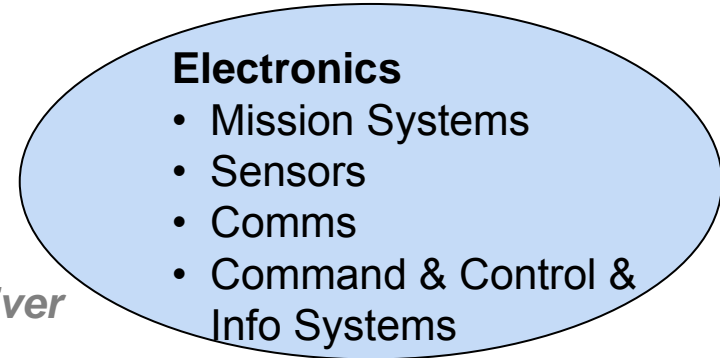 Electronics
• Mission Systems
• Sensors
• Comms
• Command & Control &
Info Systems